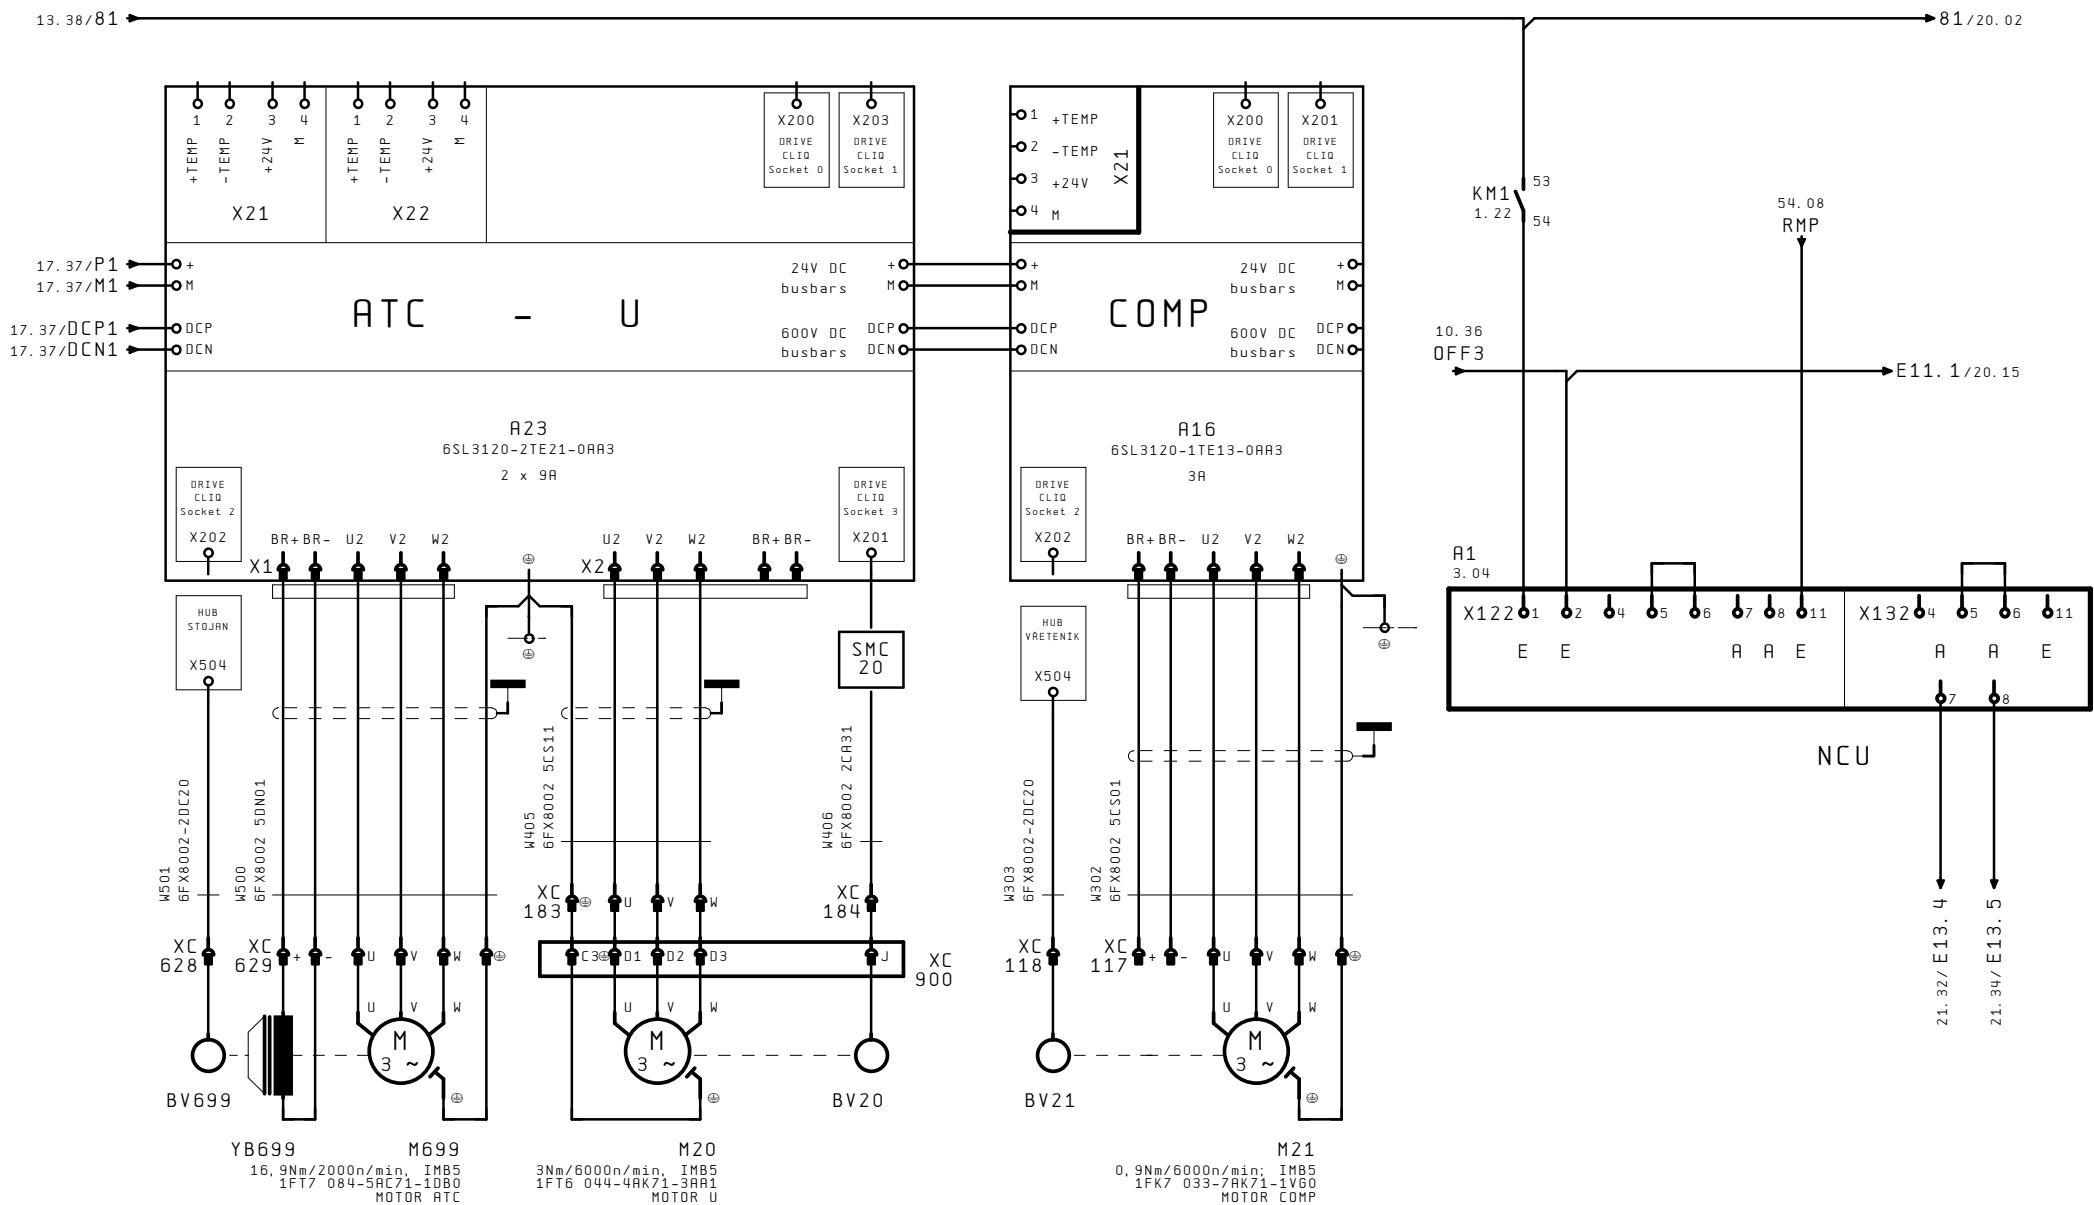 13.38/81
81/20.02
1 2 3 4
+TEMP -TEMP +24V M
X21
1 2 3 4
+TEMP -TEMP +24V M
X22
X200
DRIVE
CLIQ
Socket 0
X203
DRIVE
CLIQ
Socket 1
1 +TEMP
2 -TEMP
3 +24V
4 M
X21
X200
DRIVE
CLIQ
Socket 0
X201
DRIVE
CLIQ
Socket 1
KM1
1.22
53
54
54.08
RMP
17.37/P1
17.37/M1
17.37/DCP1
17.37/DCN1
+
M
DCP
DCN
ATC - U
24V DC
busbars
600V DC
busbars
+
M
DCP
DCN
+
M
DCP
DCN
COMP
24V DC
busbars
600V DC
busbars
+
M
DCP
DCN
10.36
OFF3
E11.1/20.15
A23
6SL3120-2TE21-0AA3
2 x 9A
A16
6SL3120-1TE13-0AA3
3A
DRIVE
CLIQ
Socket 2
X202
BR+ BR- U2 V2 W2
X1
U2 V2 W2 BR+ BR-
X2
DRIVE
CLIQ
Socket 3
X201
DRIVE
CLIQ
Socket 2
X202
BR+ BR- U2 V2 W2
A1
3.04
X122 1 2 4 5 6 7 8 11
E E A A E
X132 4 5 6 11
A A E
7 8
NCU
HUB
STOJAN
X504
SMC
20
HUB
VŘETENÍK
X504
W501
6FX8002-2DC20
W500
6FX8002 5DN01
W405
6FX8002 5CS11
W406
6FX8002 2CA31
W303
6FX8002-2DC20
W302
6FX8002 5CS01
21.32/E13.4
21.34/E13.5
XC
183
U V W
XC
184
XC
628
XC
629
+ - U V W
C3 D1 D2 D3 J
XC
900
XC
118
XC
117
+ - U V W
U V W
M
3 ~
U V W
M
3 ~
U V W
M
3 ~
BV699
BV20
BV21
YB699
M699
16,9Nm/2000n/min, IMB5
1FT7 084-5AC71-1DB0
MOTOR ATC
M20
3Nm/6000n/min, IMB5
1FT6 044-4AK71-3AA1
MOTOR U
M21
0,9Nm/6000n/min; IMB5
1FK7 033-7AK71-1VG0
MOTOR COMP